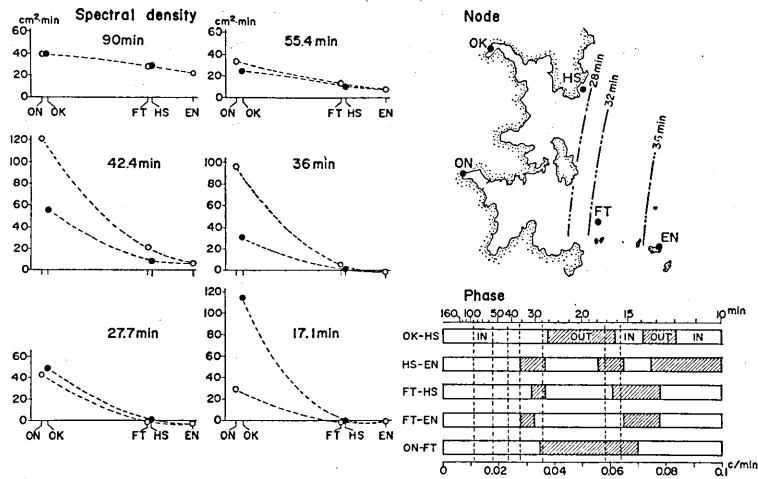 Spectral density
cm²·min
60
40
20
0
90min
ON OK
FT HS
EN
cm²·min
60
40
20
0
55.4min
ON OK
FT HS
EN
120
100
80
60
40
20
0
42.4min
100
80
60
40
20
0
36min
60
40
20
0
27.7min
ON OK
FT HS
EN
120
100
80
60
40
20
0
17.1min
ON OK
FT HS
EN
Node
OK
HS
28min
32min
36min
ON
FT
EN
Phase
160 100 50 40 30 20 15 10 min
OK-HS IN OUT IN OUT IN
HS-EN
FT-HS
FT-EN
ON-FT
0 0.02 0.04 0.06 0.08 0.1 c/min